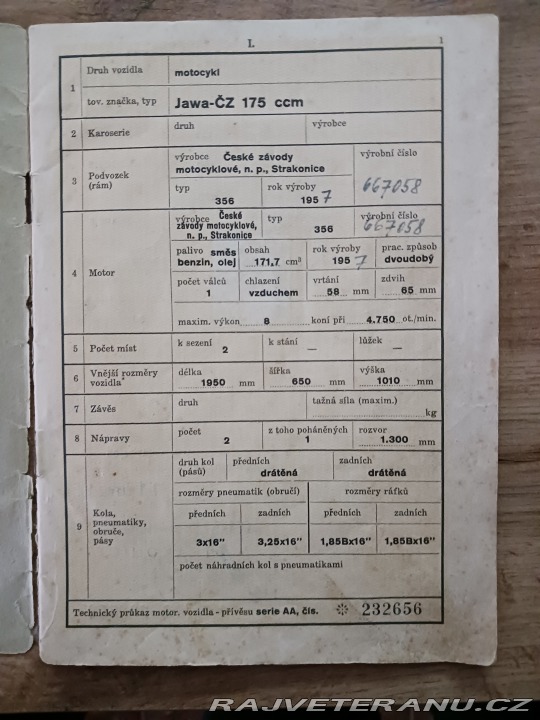 I. 1
1 Druh vozidla motocykl
tov. značka, typ Jawa-ČZ 175 ccm
2 Karoserie druh výrobce
3 Podvozek (rám) výrobce České závody motocyklové, n. p., Strakonice výrobní číslo 667058
typ 356 rok výroby 1957
4 Motor výrobce České závody motocyklové, n. p., Strakonice typ 356 výrobní číslo 667058
palivo směs benzin, olej obsah 171,7 cm³ rok výroby 1957 prac. způsob dvoudobý
počet válců 1 chlazení vzduchem vrtání 58 mm zdvih 65 mm
maxim. výkon 8 koní při 4.750 ot./min.
5 Počet míst k sezení 2 k stání — lůžek —
6 Vnější rozměry vozidla délka 1950 mm šířka 650 mm výška 1010 mm
7 Závěs druh tažná síla (maxim.) kg
8 Nápravy počet 2 z toho poháněných 1 rozvor 1.300 mm
9 Kola, pneumatiky, obruče, pásy druh kol (pásů) předních drátěná zadních drátěná
rozměry pneumatik (obručí) rozměry ráfků
předních zadních předních zadních
3x16" 3,25x16" 1,85Bx16" 1,85Bx16"
počet náhradních kol s pneumatikami
Technický průkaz motor. vozidla - přívěsu serie AA, čís. ✻ 232656
RAJVETERANU.CZ